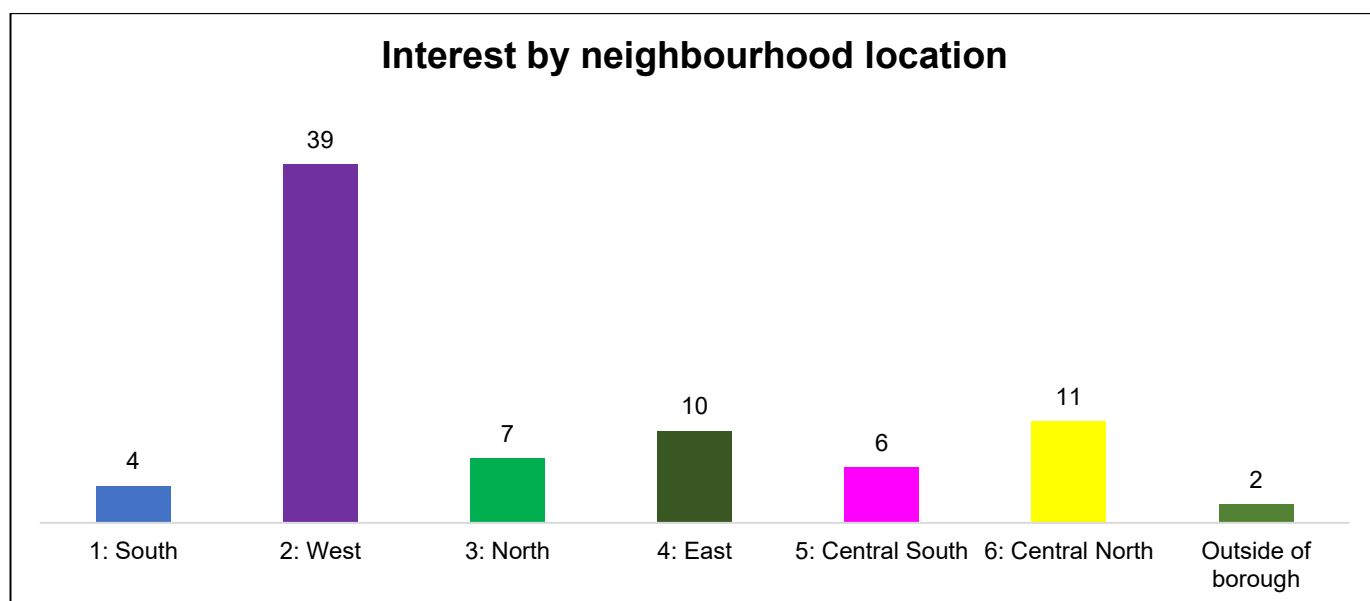 Interest by neighbourhood location
39
11
10
7
6
4
2
1: South
2: West
3: North
4: East
5: Central South
6: Central North
Outside of
borough